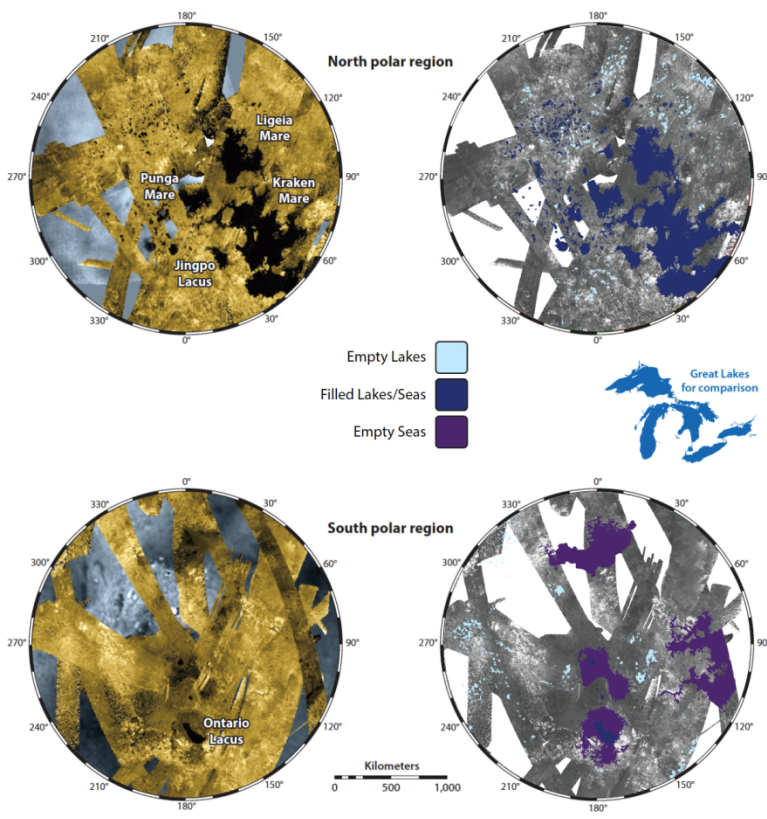 North polar region
180°
210°
150°
240°
120°
270°
90°
300°
60°
330°
30°
0°
Ligeia
Mare
Punga
Mare
Kraken
Mare
Jingpo
Lacus
180°
210°
150°
240°
120°
270°
90°
300°
60°
330°
30°
0°
Empty Lakes
Filled Lakes/Seas
Empty Seas
Great Lakes
for comparison
South polar region
0°
330°
30°
300°
60°
270°
90°
240°
120°
210°
150°
180°
Ontario
Lacus
0°
330°
30°
300°
60°
270°
90°
240°
120°
210°
150°
180°
Kilometers
0 500 1,000